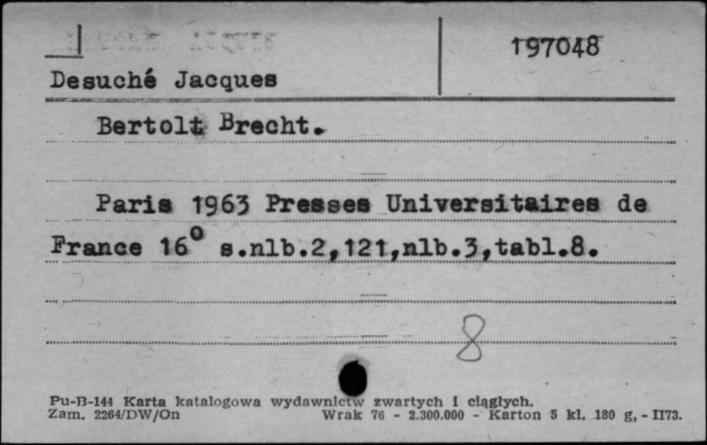 197048
Desuché Jacques
Bertolt Brecht.
Paris 1963 Presses Universitaires de
France 16° s.nlb.2,121,nlb.3,tabl.8.
8
Pu-B-144 Karta katalogowa wydawnictw zwartych i ciągłych.
Zam. 2264/DW/On Wrak 76 - 2.300.000 - Karton 5 kl. 180 g, - II73.